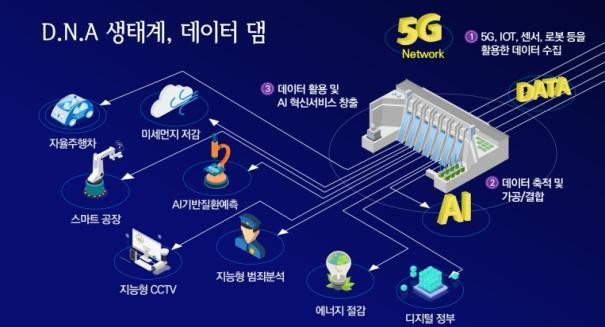 D.N.A 생태계, 데이터 댐
5G
Network
① 5G, IOT, 센서, 로봇 등을
활용한 데이터 수집
DATA
③ 데이터 활용 및
AI 혁신서비스 창출
② 데이터 축적 및
가공/결합
AI
자율주행차
미세먼지 저감
스마트 공장
AI기반질환예측
지능형 CCTV
지능형 범죄분석
에너지 절감
디지털 정부